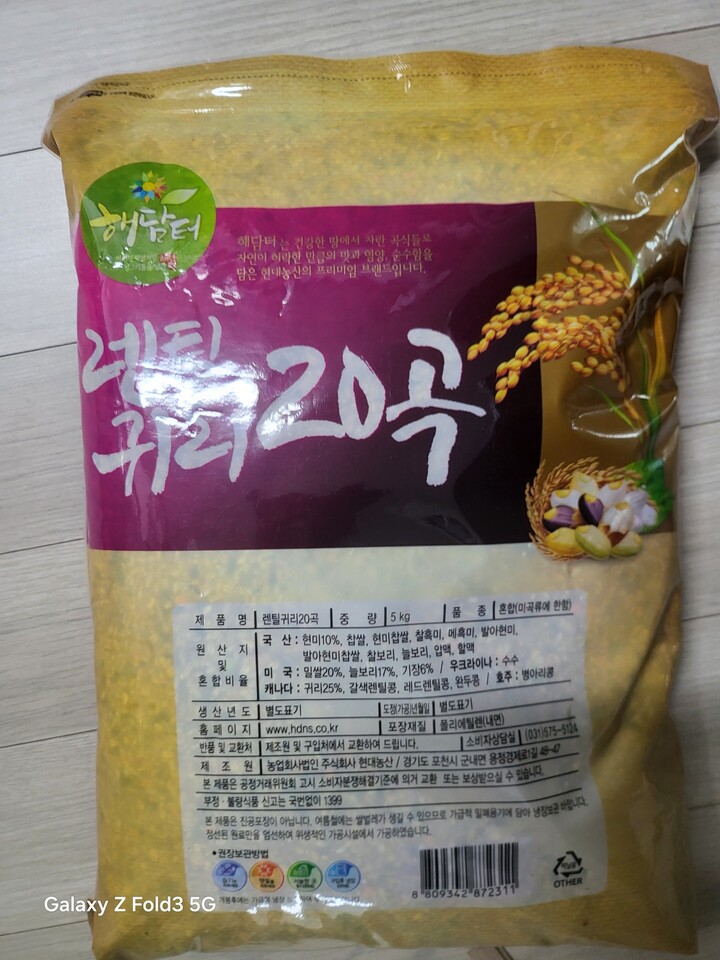 해담터
해담터는 건강한 땅에서 자란 곡식들로
자연이 허락한 만큼의 맛과 영양, 순수함을
담은 현대농산의 프리미엄 브랜드입니다.
렌틸
귀리 20곡
제 품 명 렌틸귀리20곡 중 량 5 kg 품 종 혼합(미곡류에 한함)
원 산 지 및 혼합비율
국 산 : 현미10%, 찹쌀, 현미찹쌀, 찰흑미, 메흑미, 발아현미,
발아현미찹쌀, 찰보리, 늘보리, 압맥, 할맥
미 국 : 밀쌀20%, 늘보리17%, 기장6% / 우크라이나 : 수수
캐나다 : 귀리25%, 갈색렌틸콩, 레드렌틸콩, 완두콩 / 호주 : 병아리콩
생 산 년 도 별도표기 도정(가공)년월일 별도표기
홈 페 이 지 www.hdns.co.kr 포장재질 폴리에틸렌(내면)
반품 및 교환처 제조원 및 구입처에서 교환하여 드립니다. 소비자상담실 (031)575-5124
제 조 원 농업회사법인 주식회사 현대농산 / 경기도 포천시 군내면 용정경제로1길 48-47
본 제품은 공정거래위원회 고시 소비자분쟁해결기준에 의거 교환 또는 보상받으실 수 있습니다.
부정 · 불량식품 신고는 국번없이 1399
본 제품은 진공포장이 아닙니다. 여름철에는 쌀벌레가 생길 수 있으므로 가급적 밀폐용기에 담아 냉장보관 바랍니다.
정선된 원료만을 엄선하여 위생적인 가공시설에서 가공하였습니다.
•권장보관방법
8 809342 872311
OTHER
Galaxy Z Fold3 5G